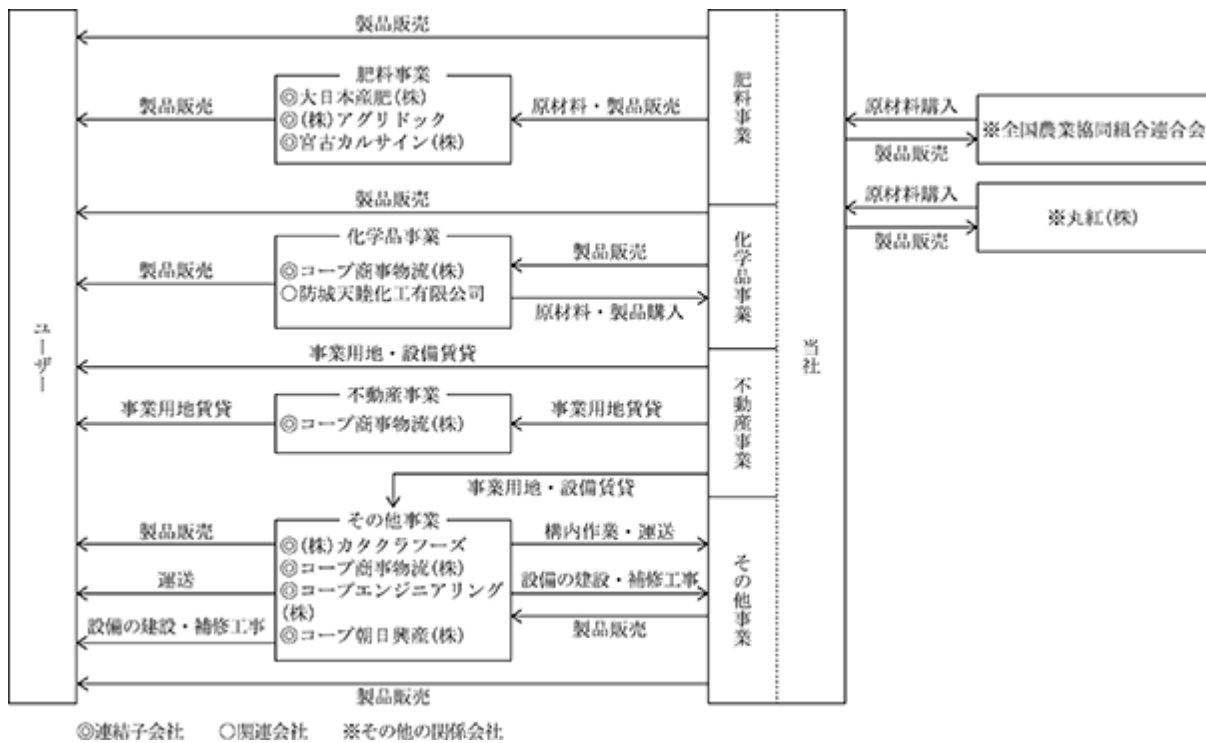 製品販売
肥料事業
◎大日本産肥(株)
◎(株)アグリドック
◎宮古カルサイン(株)
製品販売
原材料・製品販売
肥料事業
原材料購入
※全国農業協同組合連合会
製品販売
原材料購入
※丸紅(株)
製品販売
製品販売
化学品事業
◎コープ商事物流(株)
○防城天睦化工有限公司
製品販売
製品販売
原材料・製品購入
化学品事業
ユーザー
当社
事業用地・設備賃貸
不動産事業
◎コープ商事物流(株)
事業用地賃貸
事業用地賃貸
不動産事業
事業用地・設備賃貸
その他事業
◎(株)カタクラフーズ
◎コープ商事物流(株)
◎コープエンジニアリング
(株)
◎コープ朝日興産(株)
製品販売
運送
設備の建設・補修工事
構内作業・運送
設備の建設・補修工事
製品販売
その他事業
製品販売
◎連結子会社 ○関連会社 ※その他の関係会社